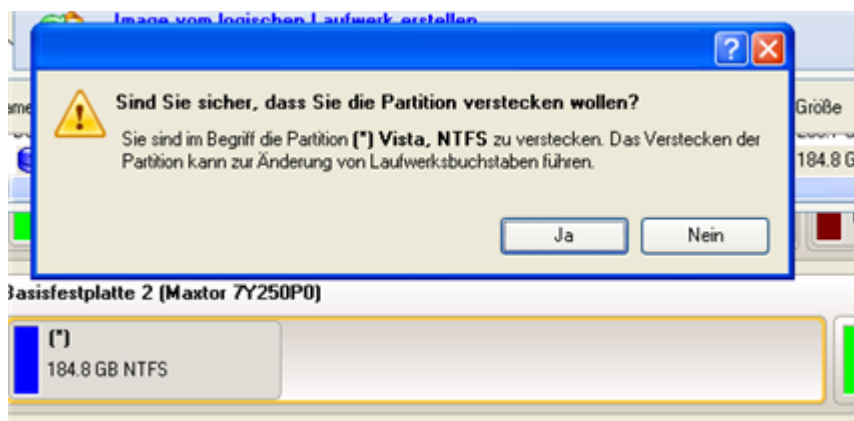 Image vom logischen Laufwerk erstellen
Sind Sie sicher, dass Sie die Partition verstecken wollen?
Größe
Sie sind im Begriff die Partition (*) Vista, NTFS zu verstecken. Das Verstecken der
Partition kann zur Änderung von Laufwerksbuchstaben führen.
184.8 G
Ja
Nein
Basisfestplatte 2 (Maxtor 7Y250P0)
(*)
184.8 GB NTFS